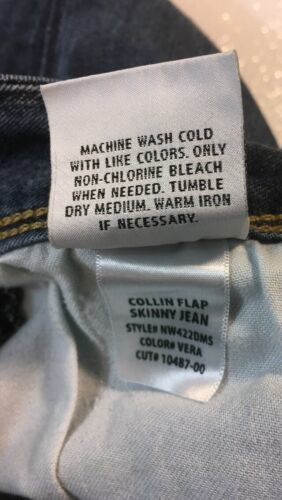 MACHINE WASH COLD
WITH LIKE COLORS. ONLY
NON-CHLORINE BLEACH
WHEN NEEDED. TUMBLE
DRY MEDIUM. WARM IRON
IF NECESSARY.
COLLIN FLAP
SKINNY JEAN
STYLE# NW422DMS
COLOR# VERA
CUT# 10487-00